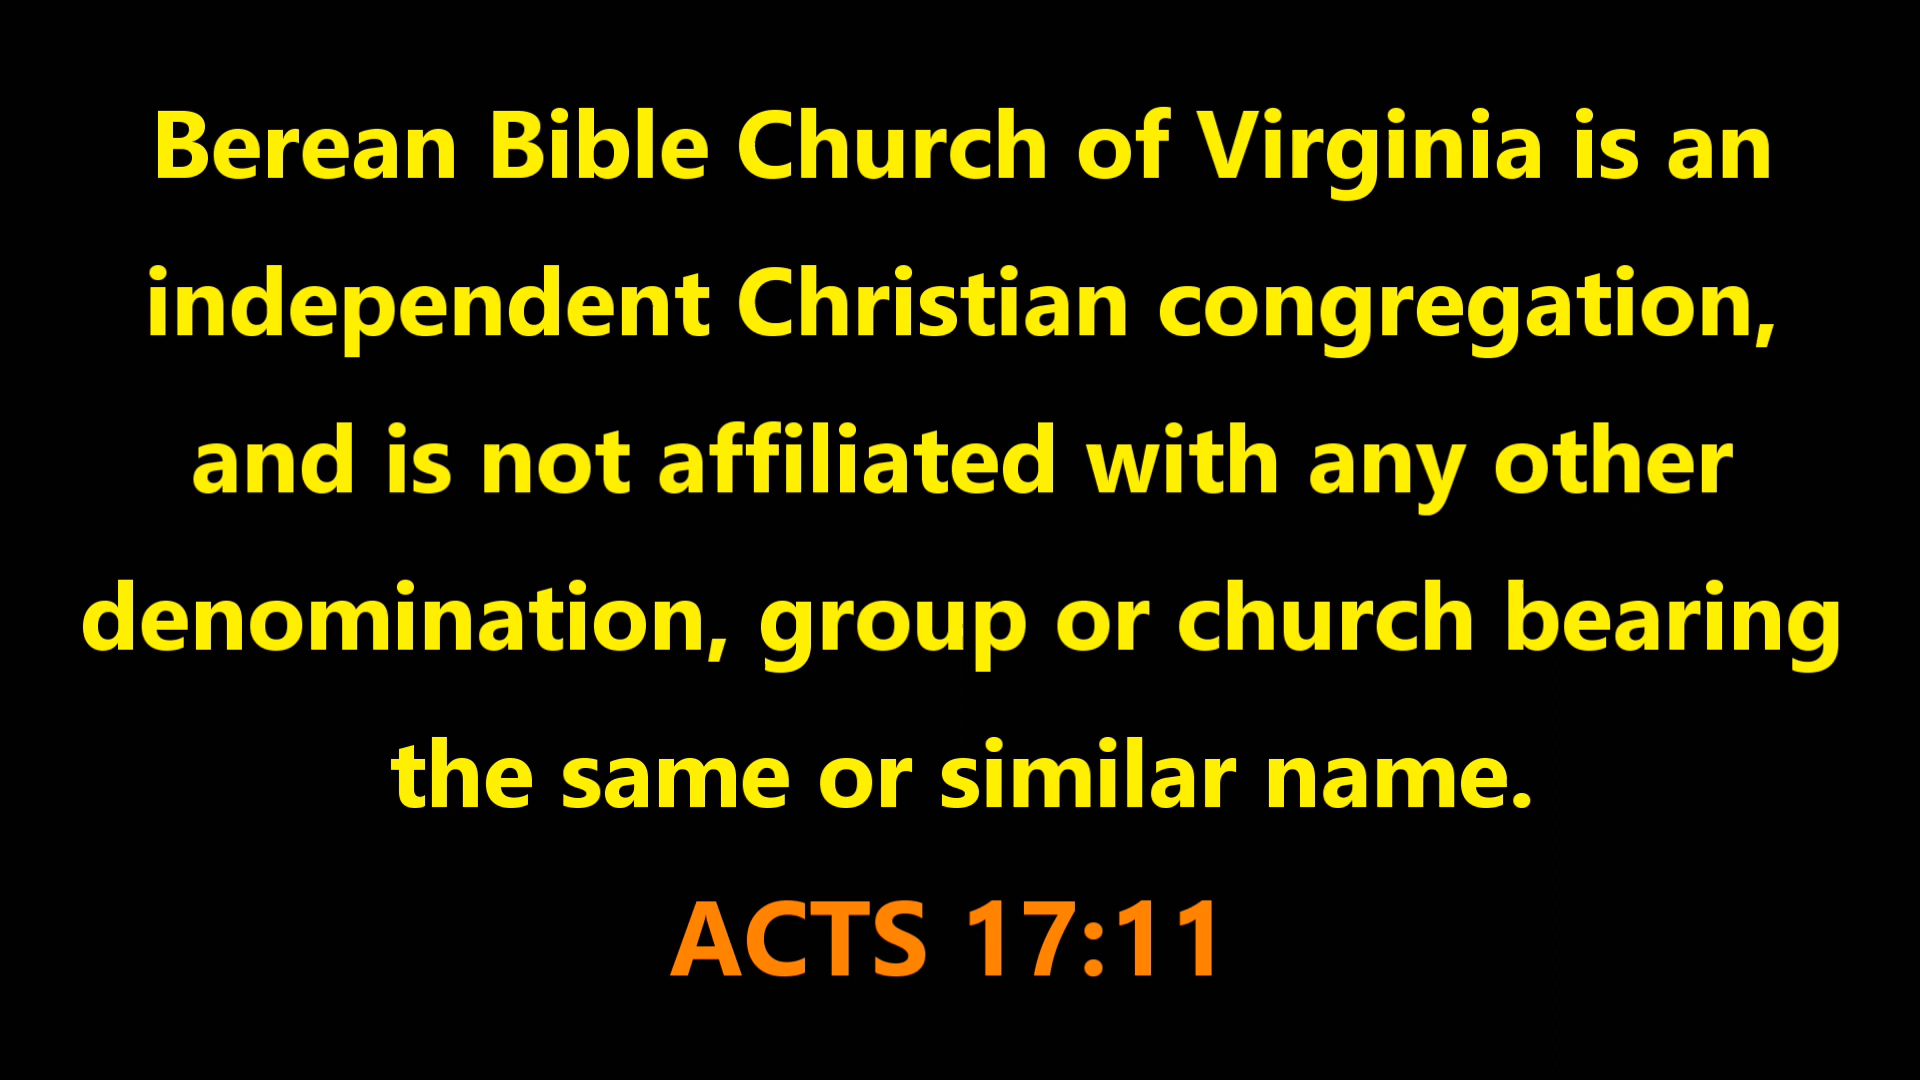 Berean Bible Church of Virginia is an
independent Christian congregation,
and is not affiliated with any other
denomination, group or church bearing
the same or similar name.
ACTS 17:11